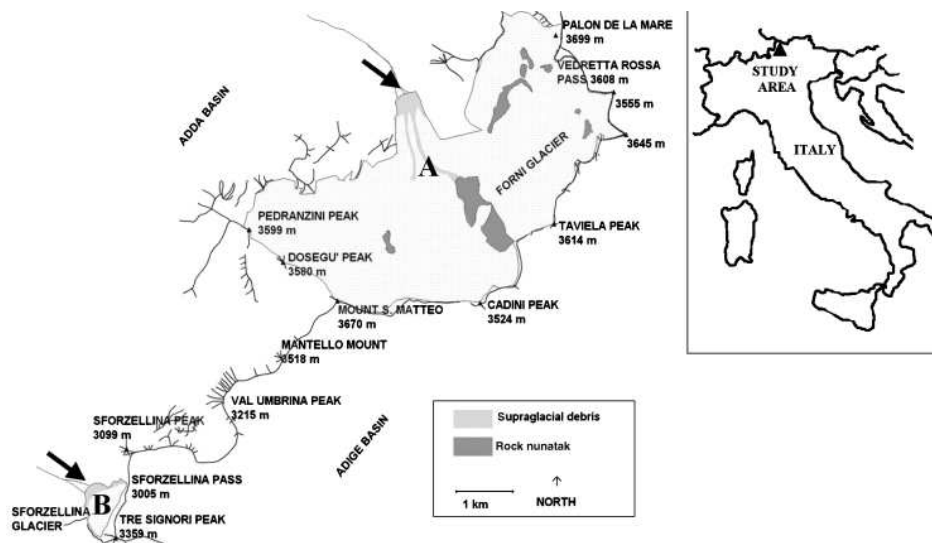 PALON DE LA MARE
3699 m
VEDRETTA ROSSA
PASS 3608 m
3555 m
3645 m
ADDA BASIN
A
FORNI GLACIER
PEDRANZINI PEAK
3599 m
TAVIELA PEAK
3614 m
DOSEGU' PEAK
3580 m
MOUNT S. MATTEO
3670 m
CADINI PEAK
3524 m
MANTELLO MOUNT
3518 m
VAL UMBRINA PEAK
3215 m
SFORZELLINA PEAK
3099 m
ADIGE BASIN
SFORZELLINA PASS
3005 m
B
SFORZELLINA
GLACIER
TRE SIGNORI PEAK
3359 m
Supraglacial debris
Rock nunatak
1 km
NORTH
STUDY
AREA
ITALY